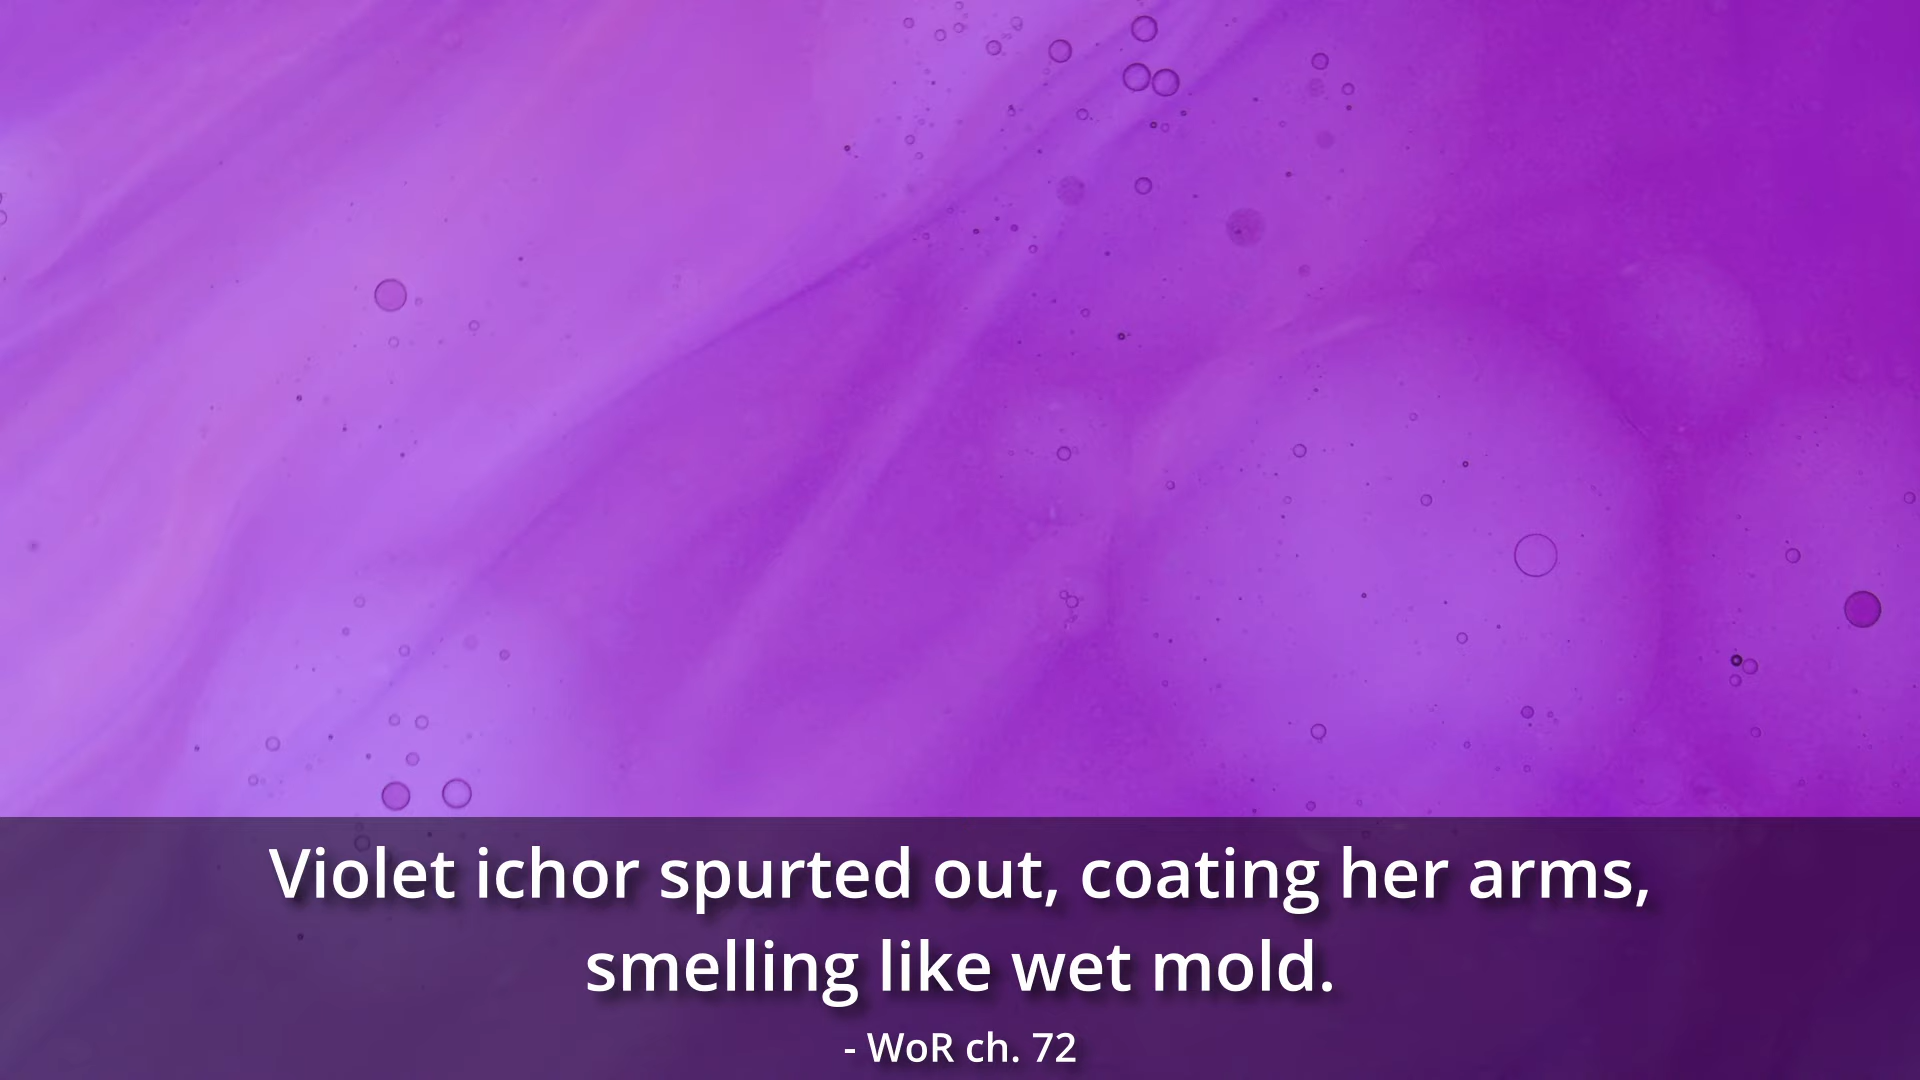 Violet ichor spurted out, coating her arms,
smelling like wet mold.
- WoR ch. 72